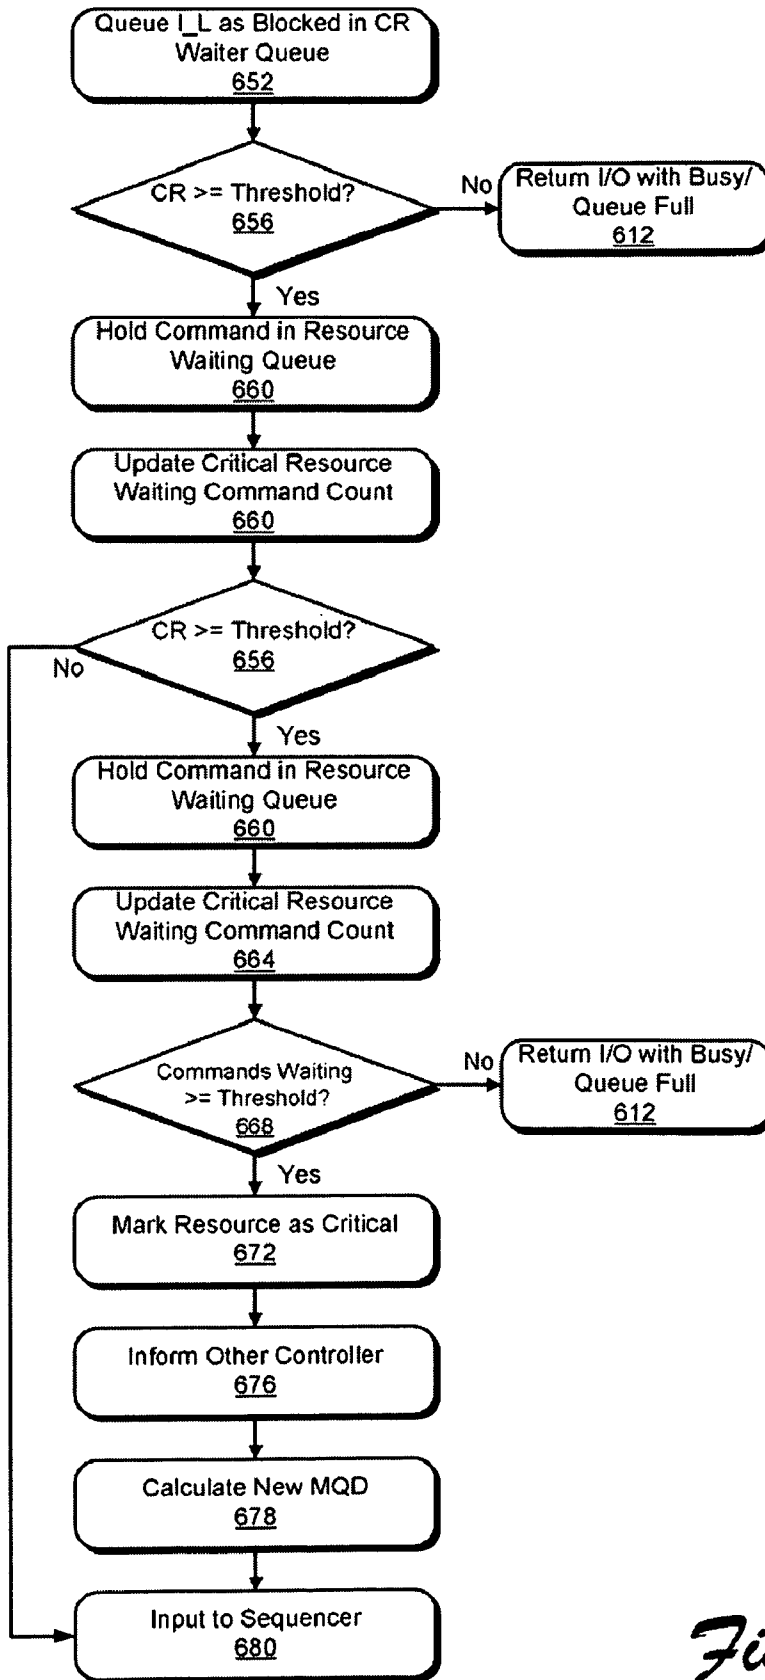 Queue I_L as Blocked in CR
Waiter Queue
652
CR >= Threshold?
656
No
Return I/O with Busy/
Queue Full
612
Yes
Hold Command in Resource
Waiting Queue
660
Update Critical Resource
Waiting Command Count
660
CR >= Threshold?
656
No
Yes
Hold Command in Resource
Waiting Queue
660
Update Critical Resource
Waiting Command Count
664
Commands Waiting
>= Threshold?
668
No
Return I/O with Busy/
Queue Full
612
Yes
Mark Resource as Critical
672
Inform Other Controller
676
Calculate New MQD
678
Input to Sequencer
680